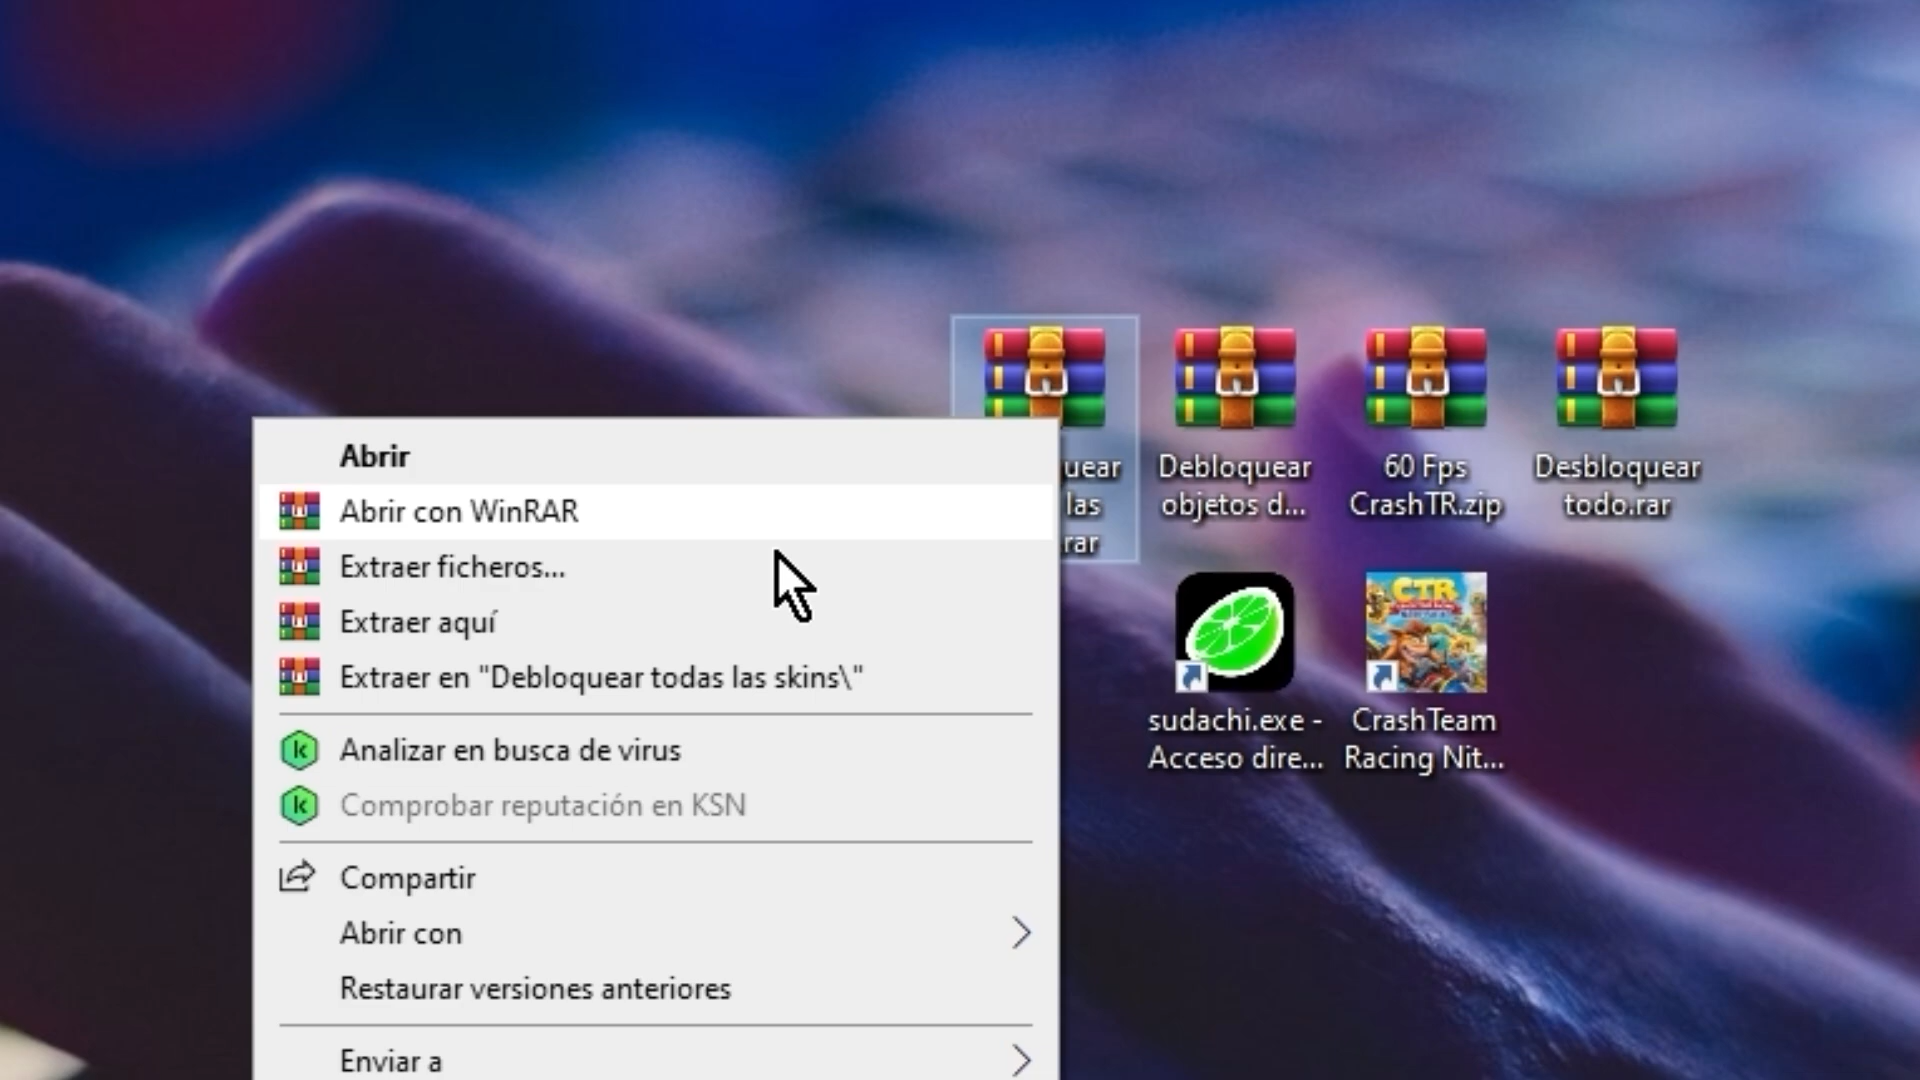 Abrir
Abrir con WinRAR
Extraer ficheros...
Extraer aquí
Extraer en "Debloquear todas las skins\"
Analizar en busca de virus
Comprobar reputación en KSN
Compartir
Abrir con
Restaurar versiones anteriores
Enviar a
uear
las
rar
Debloquear
objetos d...
60 Fps
CrashTR.zip
Desbloquear
todo.rar
sudachi.exe -
Acceso dire...
CTR
CrashTeam
Racing Nit...